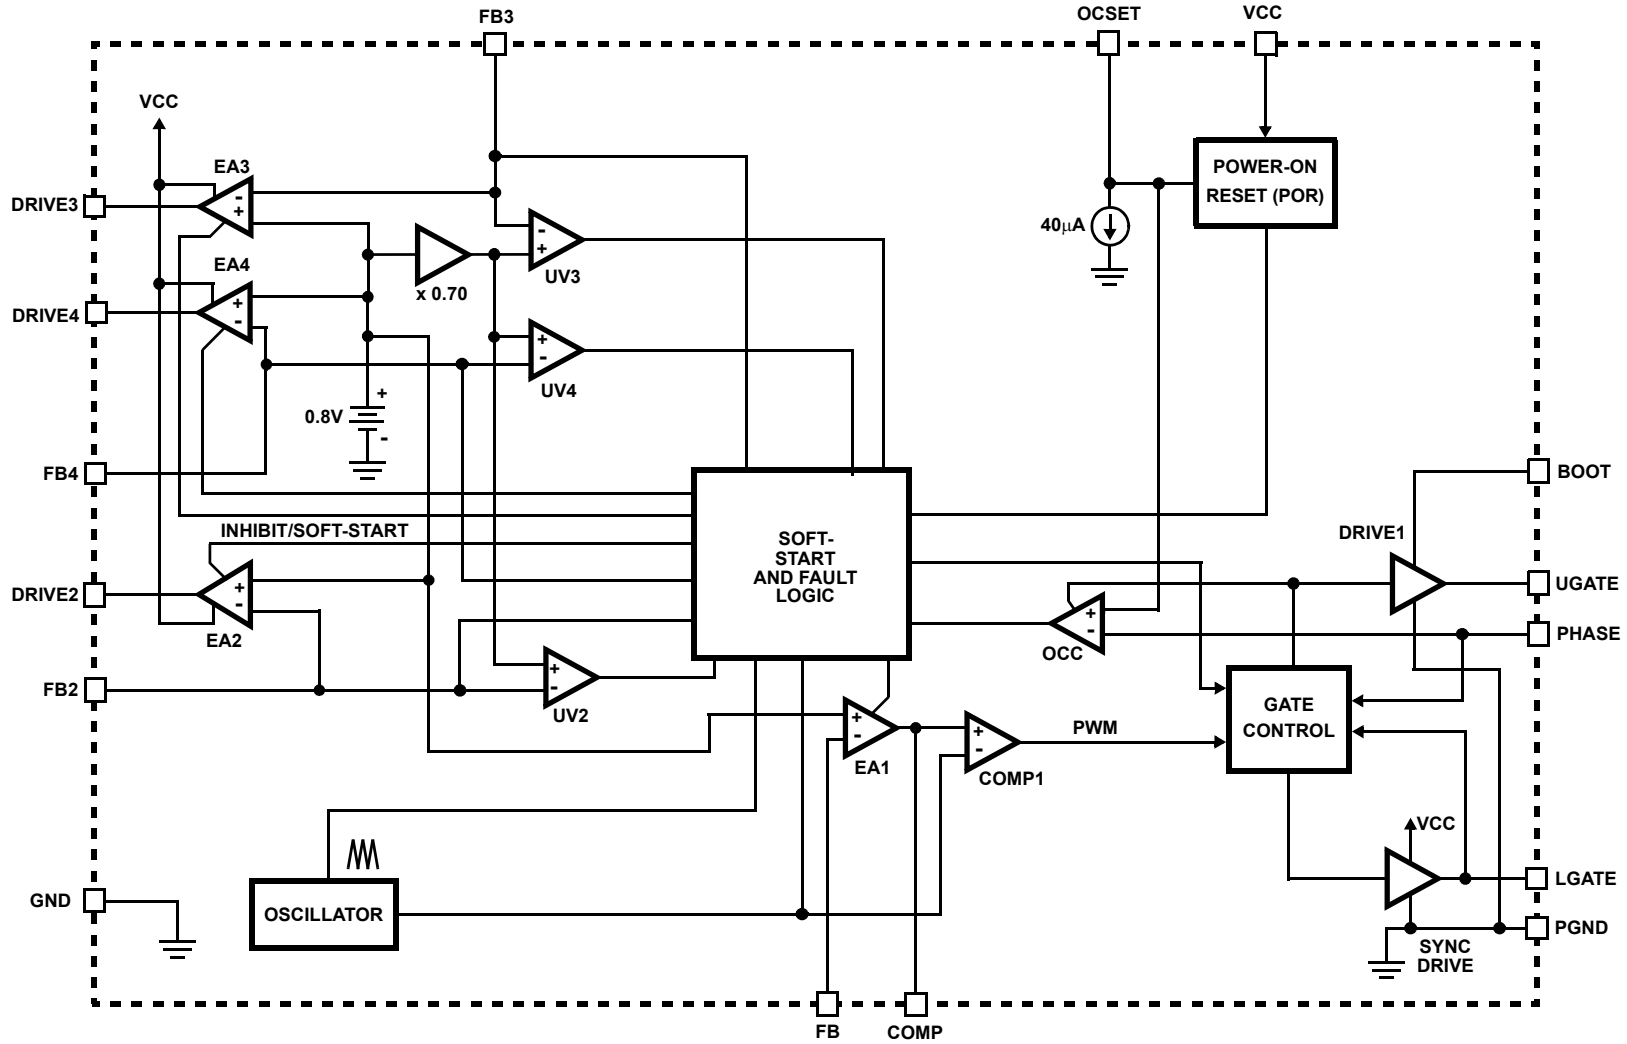 FB3
OCSET
VCC
VCC
POWER-ON
RESET (POR)
EA3
-
+
DRIVE3
40μA
-
+
UV3
EA4
+
-
x 0.70
DRIVE4
+
-
UV4
+
0.8V
-
FB4
BOOT
INHIBIT/SOFT-START
DRIVE1
SOFT-
START
AND FAULT
LOGIC
DRIVE2
+
-
EA2
UGATE
+
-
OCC
PHASE
FB2
+
-
UV2
GATE
CONTROL
+
-
EA1
+
-
COMP1
PWM
VCC
LGATE
GND
OSCILLATOR
PGND
SYNC
DRIVE
FB
COMP